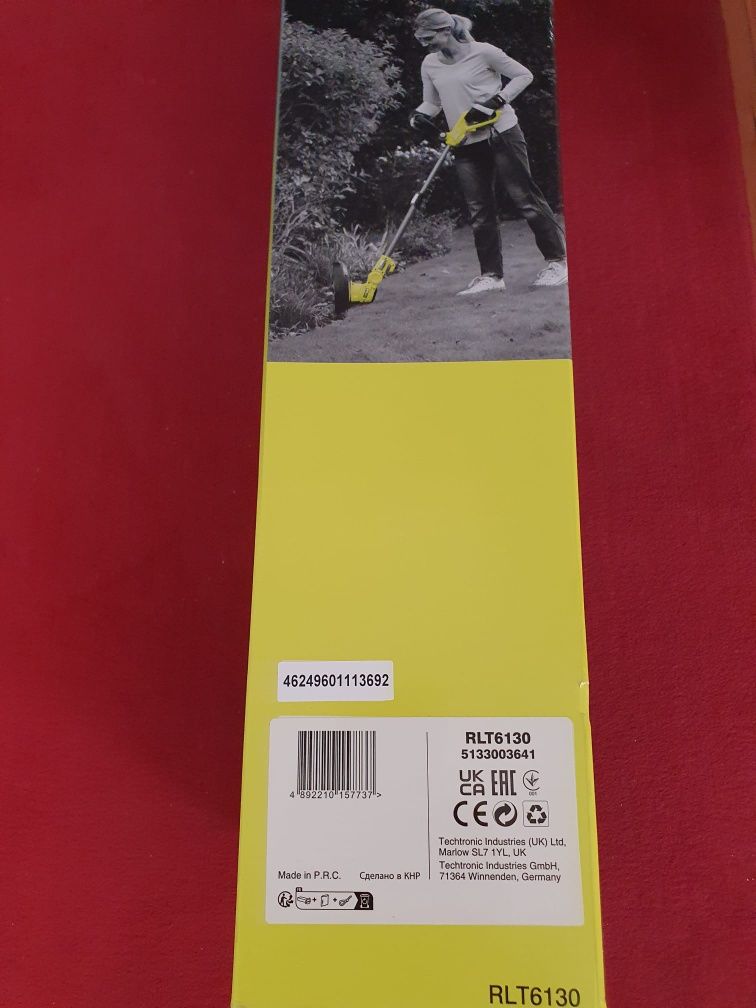 46249601113692
4 892210 157737 >
Made in P.R.C. Сделано в КНР
RLT6130
5133003641
UK
CA EAC
001
CE
Techtronic Industries (UK) Ltd,
Marlow SL7 1YL, UK
Techtronic Industries GmbH,
71364 Winnenden, Germany
RLT6130